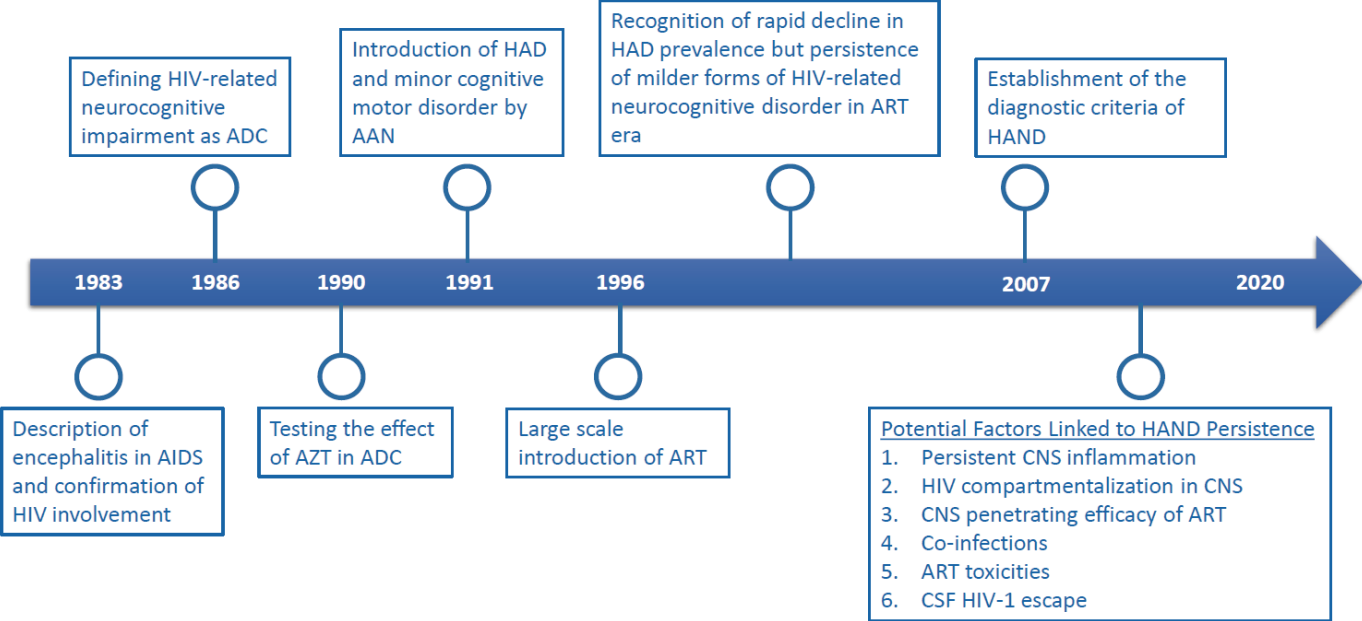 Defining HIV-related
neurocognitive
impairment as ADC
Introduction of HAD
and minor cognitive
motor disorder by
AAN
Recognition of rapid decline in
HAD prevalence but persistence
of milder forms of HIV-related
neurocognitive disorder in ART
era
Establishment of the
diagnostic criteria of
HAND
1983
1986
1990
1991
1996
2007
2020
Description of
encephalitis in AIDS
and confirmation of
HIV involvement
Testing the effect
of AZT in ADC
Large scale
introduction of ART
Potential Factors Linked to HAND Persistence
1. Persistent CNS inflammation
2. HIV compartmentalization in CNS
3. CNS penetrating efficacy of ART
4. Co-infections
5. ART toxicities
6. CSF HIV-1 escape